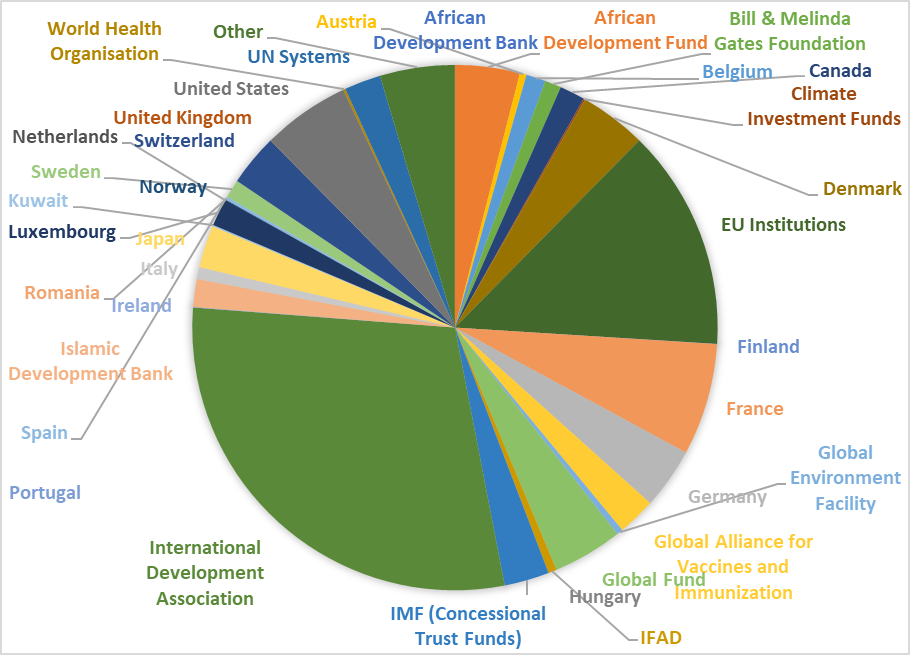 World Health
Organisation
Other
Austria
African
Development Bank
African
Development Fund
Bill & Melinda
Gates Foundation
UN Systems
Belgium
Canada
United States
Climate
Investment Funds
United Kingdom
Netherlands
Switzerland
Sweden
Norway
Denmark
Kuwait
EU Institutions
Luxembourg
Japan
Italy
Romania
Ireland
Islamic
Development Bank
Finland
France
Spain
Global
Environment
Facility
Portugal
Germany
International
Development
Association
Global Alliance for
Vaccines and
Immunization
Global Fund
Hungary
IMF (Concessional
Trust Funds)
IFAD